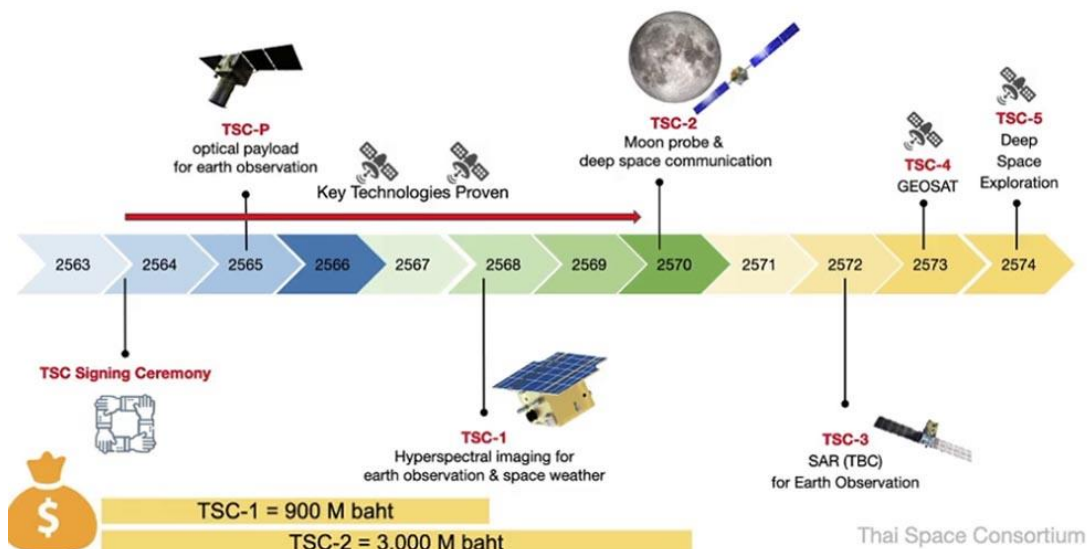 TSC-P
optical payload
for earth observation
Key Technologies Proven
TSC-2
Moon probe &
deep space communication
TSC-4
GEOSAT
TSC-5
Deep
Space
Exploration
2563
2564
2565
2566
2567
2568
2569
2570
2571
2572
2573
2574
TSC Signing Ceremony
TSC-1
Hyperspectral imaging for
earth observation & space weather
TSC-3
SAR (TBC)
for Earth Observation
$
TSC-1 = 900 M baht
TSC-2 = 3,000 M baht
Thai Space Consortium